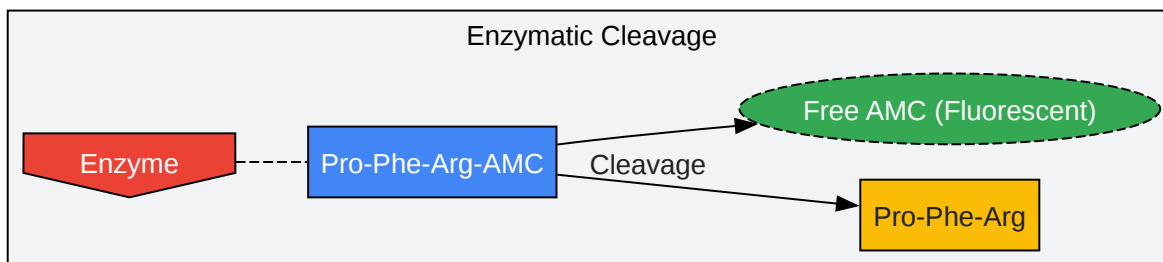 Enzymatic Cleavage
Free AMC (Fluorescent)
Enzyme
Pro-Phe-Arg-AMC
Cleavage
Pro-Phe-Arg